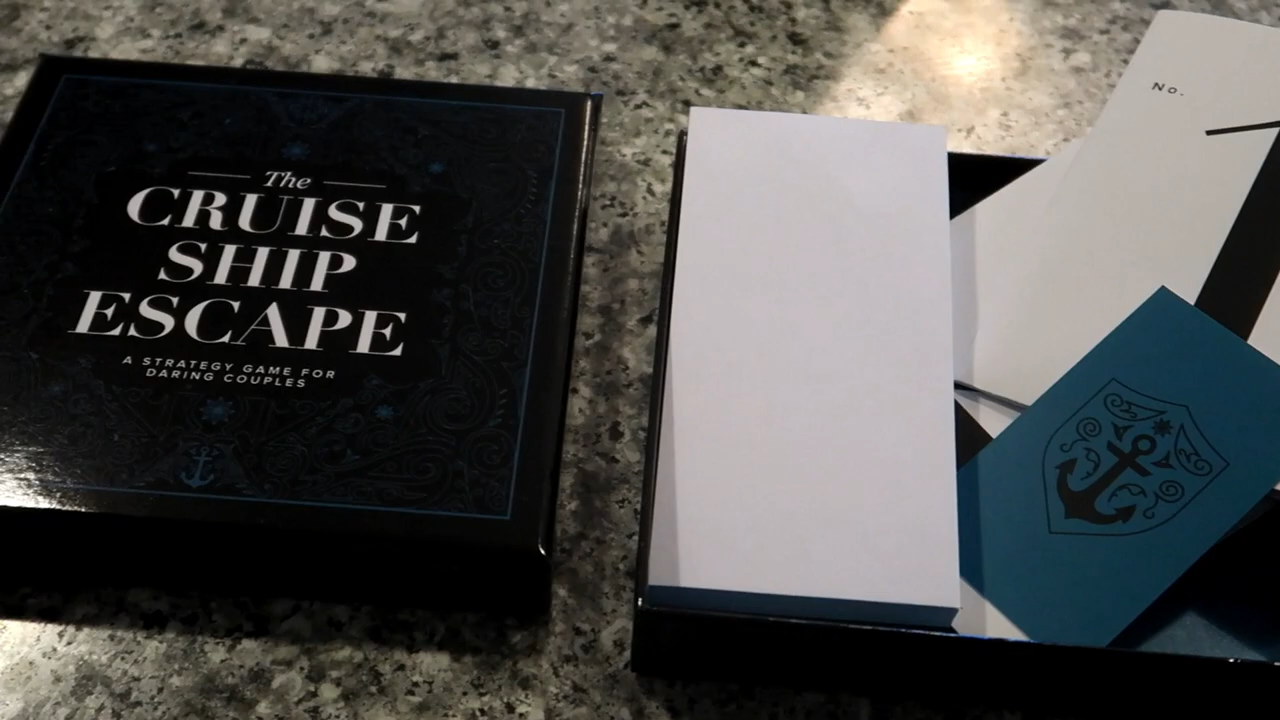 The
CRUISE
SHIP
ESCAPE
A STRATEGY GAME FOR
DARING COUPLES
No.